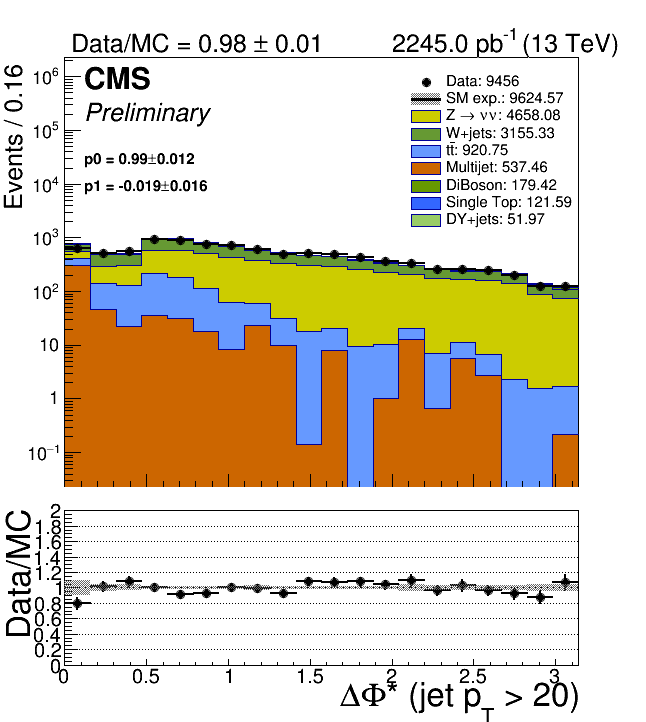 Data/MC = 0.98 ± 0.01
2245.0 pb⁻¹ (13 TeV)
Events / 0.16
CMS
Preliminary
p0 = 0.99±0.012
p1 = -0.019±0.016
Data: 9456
SM exp.: 9624.57
Z → νν: 4658.08
W+jets: 3155.33
tt̄: 920.75
Multijet: 537.46
DiBoson: 179.42
Single Top: 121.59
DY+jets: 51.97
10⁶
10⁵
10⁴
10³
10²
10
1
10⁻¹
Data/MC
2
1.8
1.6
1.4
1.2
1
0.8
0.6
0.4
0.2
0
0 0.5 1 1.5 2 2.5 3
ΔΦ* (jet p_T > 20)